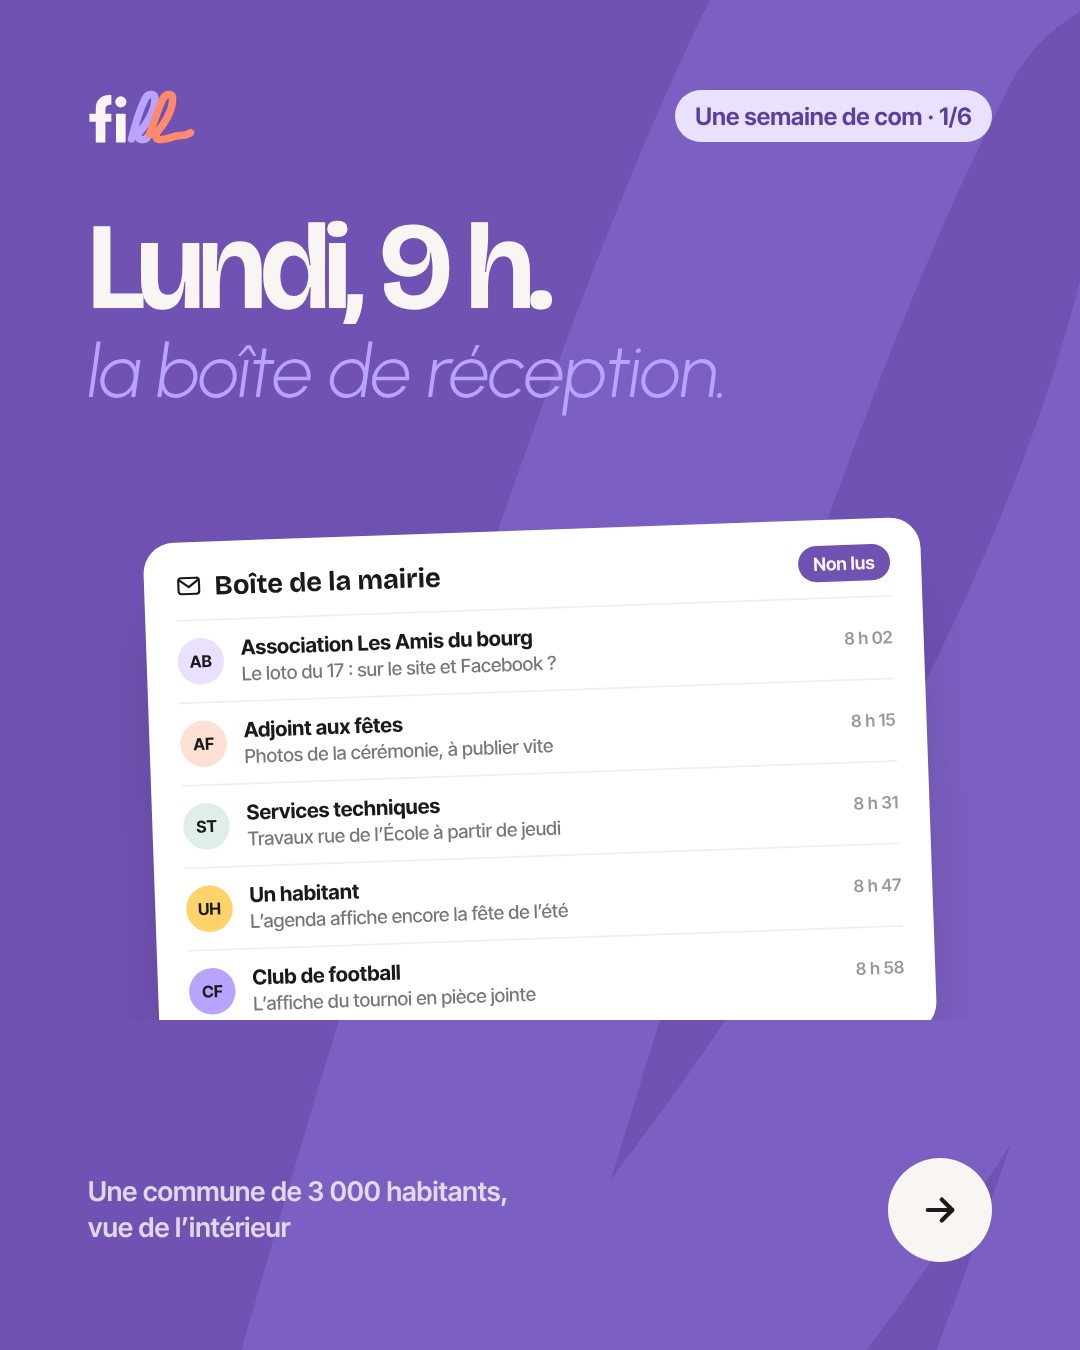 fill
Une semaine de com · 1/6
Lundi, 9 h.
la boîte de réception.
Boîte de la mairie
Non lus
AB
Association Les Amis du bourg
Le loto du 17 : sur le site et Facebook ?
8 h 02
AF
Adjoint aux fêtes
Photos de la cérémonie, à publier vite
8 h 15
ST
Services techniques
Travaux rue de l’École à partir de jeudi
8 h 31
UH
Un habitant
L’agenda affiche encore la fête de l’été
8 h 47
CF
Club de football
L’affiche du tournoi en pièce jointe
8 h 58
Une commune de 3 000 habitants,
vue de l’intérieur